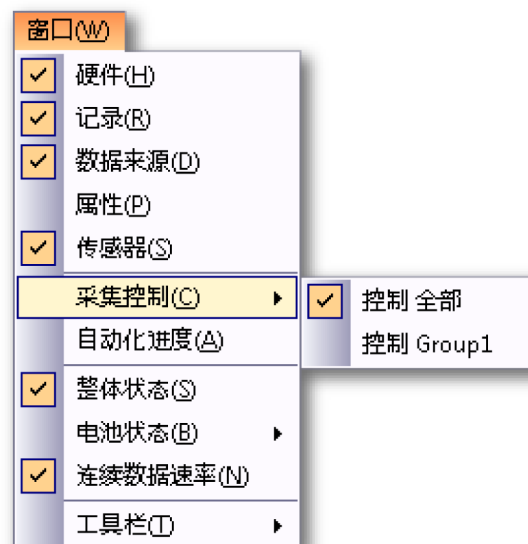 窗口(W)
硬件(H)
记录(R)
数据来源(D)
属性(P)
传感器(S)
采集控制(C)
控制 全部
自动化进度(A)
控制 Group1
整体状态(S)
电池状态(B)
连续数据速率(N)
工具栏(T)